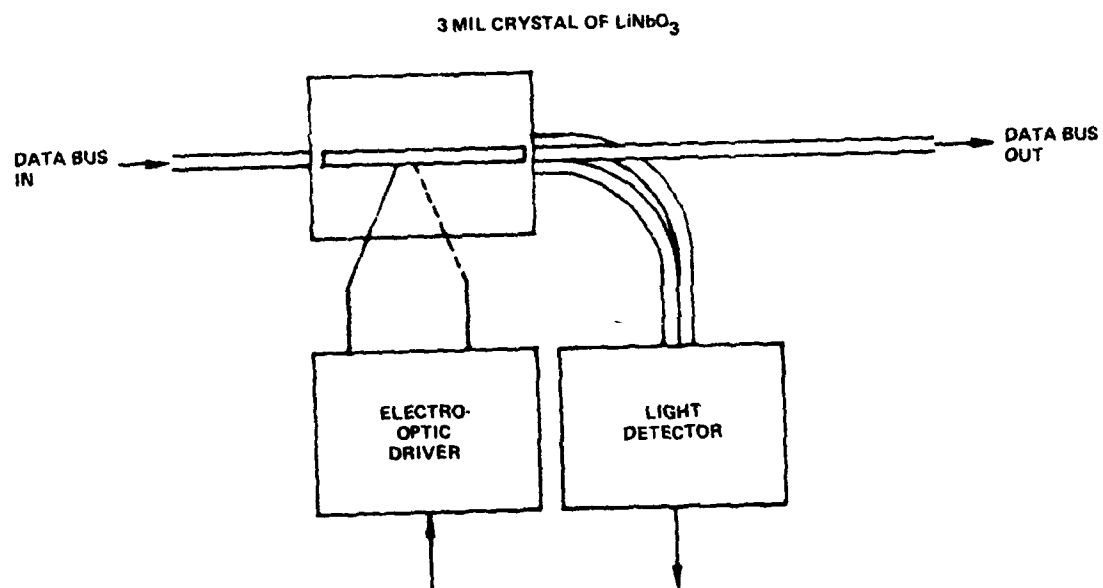 3 MIL CRYSTAL OF LiNbO3
DATA BUS
IN
DATA BUS
OUT
ELECTRO-
OPTIC
DRIVER
LIGHT
DETECTOR